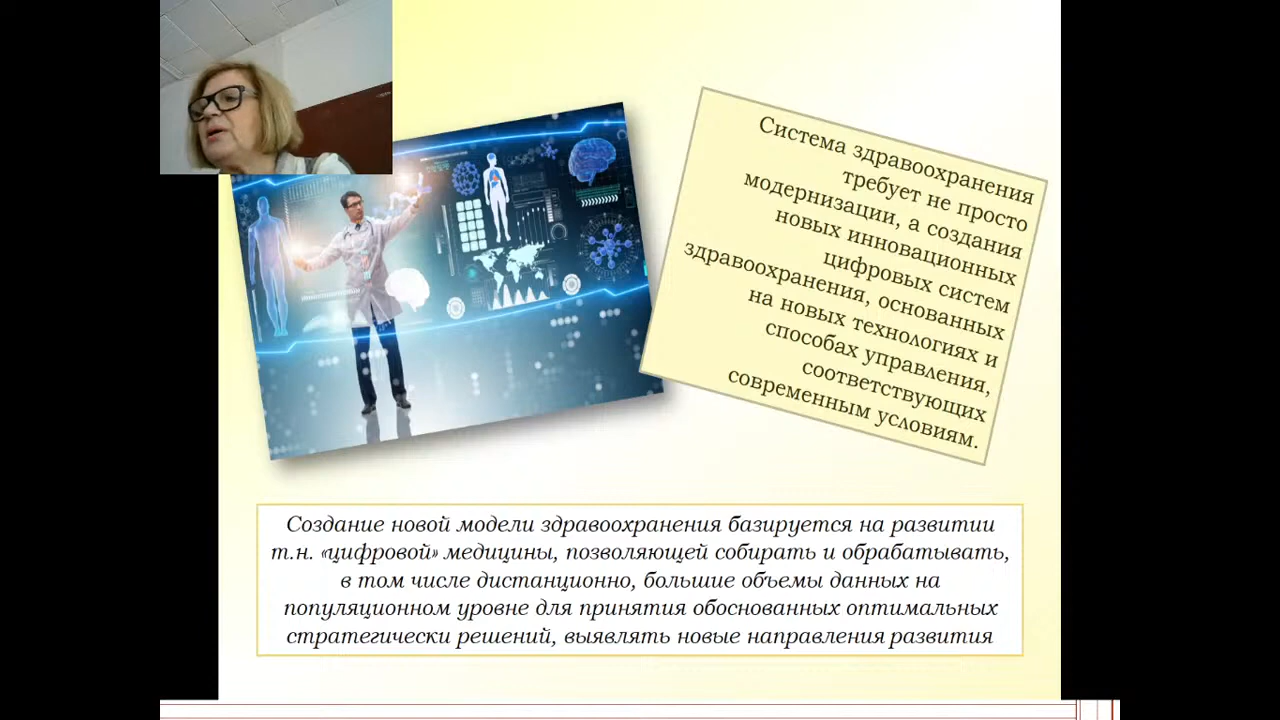 Система здравоохранения
требует не просто
модернизации, а создания
новых инновационных
цифровых систем
здравоохранения, основанных
на новых технологиях и
способах управления,
соответствующих
современным условиям.
Создание новой модели здравоохранения базируется на развитии
т.н. «цифровой» медицины, позволяющей собирать и обрабатывать,
в том числе дистанционно, большие объемы данных на
популяционном уровне для принятия обоснованных оптимальных
стратегически решений, выявлять новые направления развития